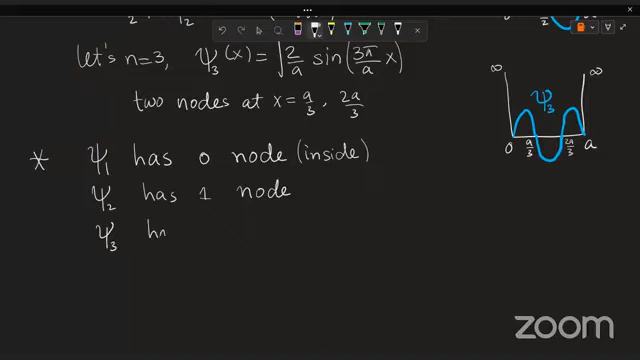 let's n=3, ψ₃(x) = √(2/a) sin(3π/a x)
two nodes at x = a/3, 2a/3
∞ ∞
ψ₃
0 a/3 2a/3 a
* ψ₁ has 0 node (inside)
ψ₂ has 1 node
ψ₃ ha
zoom